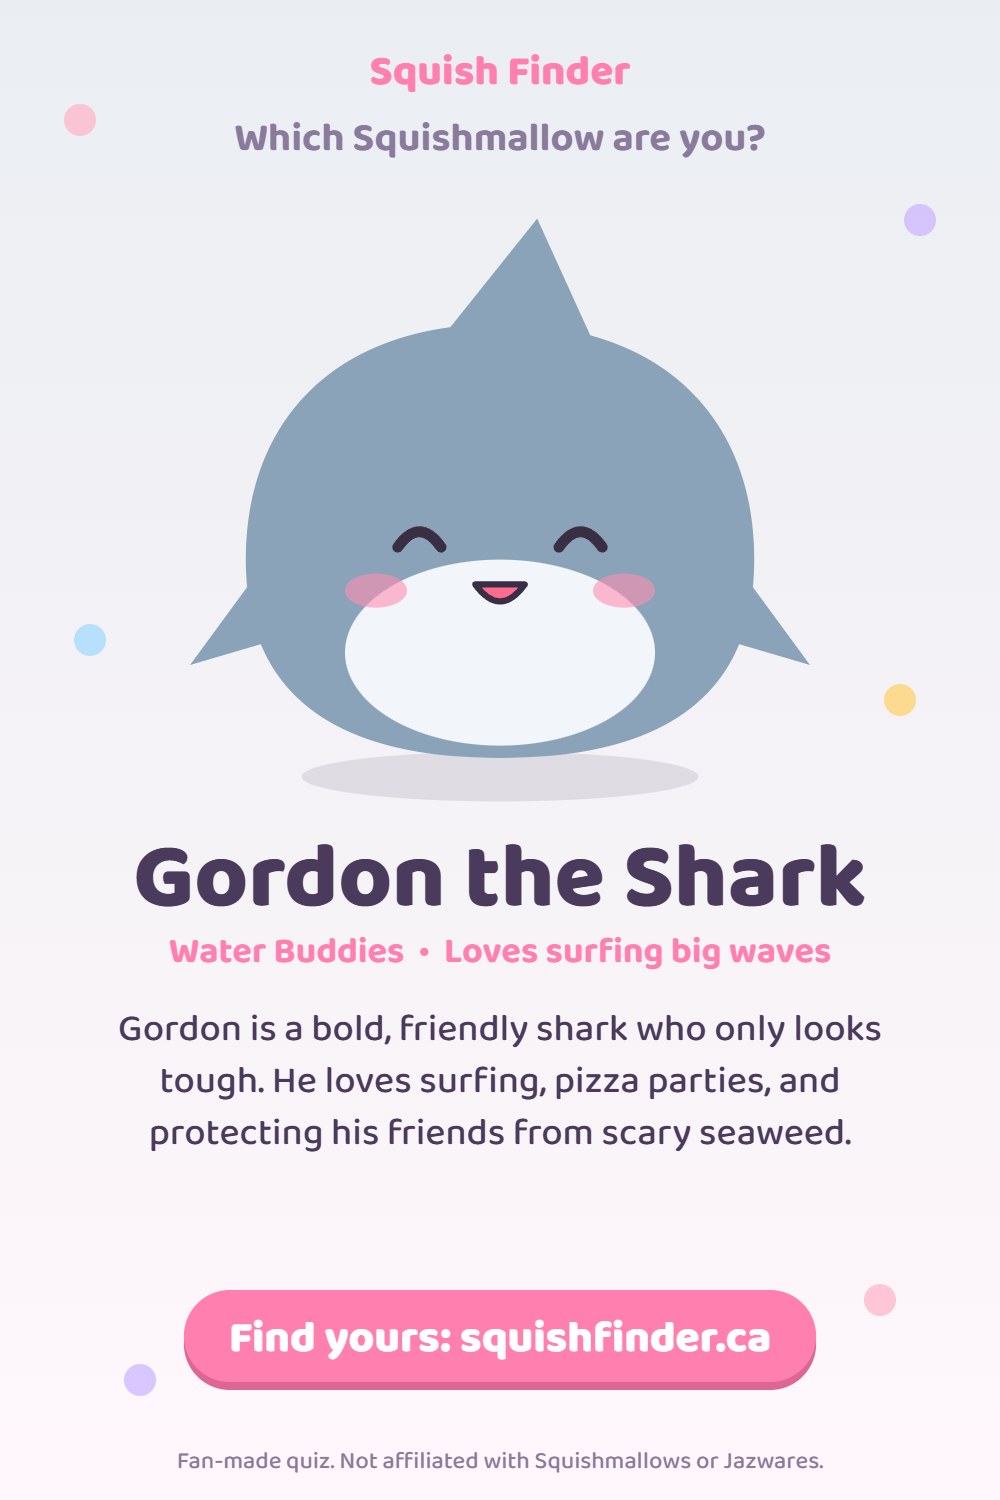 Squish Finder
Which Squishmallow are you?
Gordon the Shark
Water Buddies • Loves surfing big waves
Gordon is a bold, friendly shark who only looks
tough. He loves surfing, pizza parties, and
protecting his friends from scary seaweed.
Find yours: squishfinder.ca
Fan-made quiz. Not affiliated with Squishmallows or Jazwares.